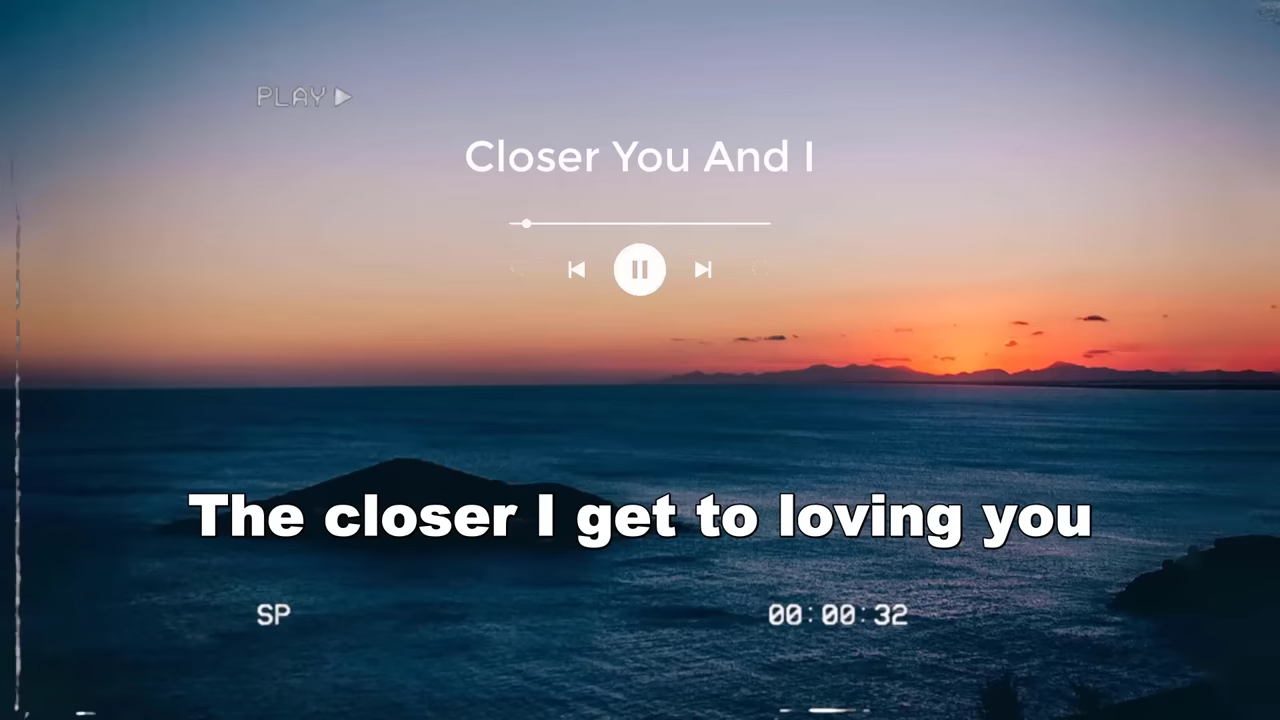 PLAY
Closer You And I
The closer I get to loving you
SP
00:00:32